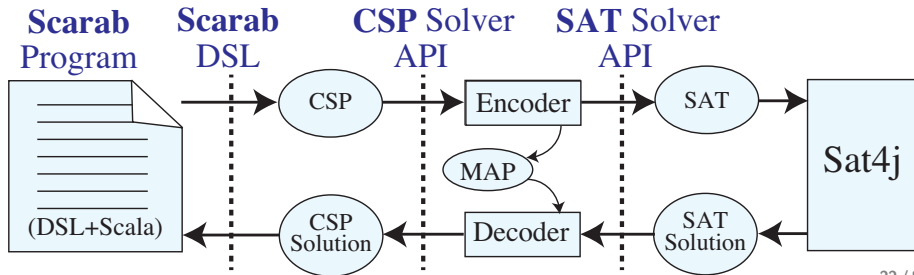 Scarab
Program
Scarab
DSL
CSP Solver
API
SAT Solver
API
CSP
Encoder
SAT
MAP
Sat4j
(DSL+Scala)
CSP
Solution
Decoder
SAT
Solution